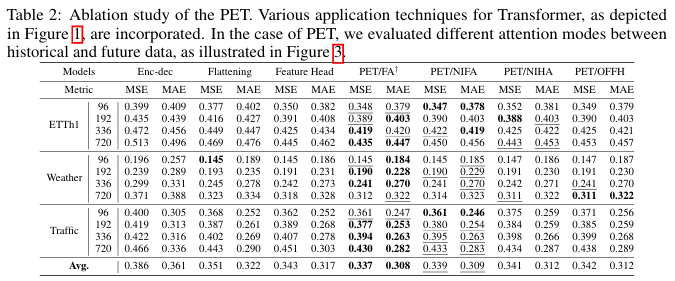 Table 2: Ablation study of the PET. Various application techniques for Transformer, as depicted
in Figure 1, are incorporated. In the case of PET, we evaluated different attention modes between
historical and future data, as illustrated in Figure 3.
Models Enc-dec Flattening Feature Head PET/FA† PET/NIFA PET/NIHA PET/OFFH
Metric MSE MAE MSE MAE MSE MAE MSE MAE MSE MAE MSE MAE MSE MAE
ETTh1
96 0.399 0.409 0.377 0.402 0.350 0.382 0.348 0.379 0.347 0.378 0.352 0.381 0.349 0.379
192 0.435 0.439 0.416 0.427 0.391 0.408 0.389 0.403 0.390 0.403 0.388 0.403 0.390 0.403
336 0.472 0.456 0.449 0.447 0.425 0.434 0.419 0.420 0.422 0.419 0.425 0.422 0.425 0.421
720 0.513 0.496 0.469 0.476 0.445 0.462 0.435 0.447 0.450 0.456 0.443 0.453 0.453 0.457
Weather
96 0.196 0.257 0.145 0.189 0.145 0.186 0.145 0.184 0.145 0.185 0.147 0.186 0.147 0.187
192 0.239 0.289 0.193 0.235 0.191 0.231 0.190 0.228 0.190 0.229 0.191 0.230 0.191 0.230
336 0.299 0.331 0.245 0.278 0.242 0.273 0.241 0.270 0.241 0.270 0.242 0.271 0.241 0.270
720 0.371 0.388 0.323 0.334 0.318 0.328 0.312 0.322 0.314 0.323 0.311 0.322 0.311 0.322
Traffic
96 0.400 0.305 0.368 0.252 0.362 0.252 0.361 0.247 0.361 0.246 0.375 0.259 0.371 0.256
192 0.419 0.313 0.387 0.261 0.389 0.268 0.377 0.253 0.380 0.254 0.384 0.259 0.385 0.259
336 0.422 0.316 0.402 0.269 0.407 0.278 0.394 0.263 0.395 0.263 0.398 0.266 0.399 0.268
720 0.466 0.336 0.443 0.290 0.451 0.303 0.430 0.282 0.433 0.283 0.434 0.287 0.438 0.289
Avg. 0.386 0.361 0.351 0.322 0.343 0.317 0.337 0.308 0.339 0.309 0.341 0.312 0.342 0.312